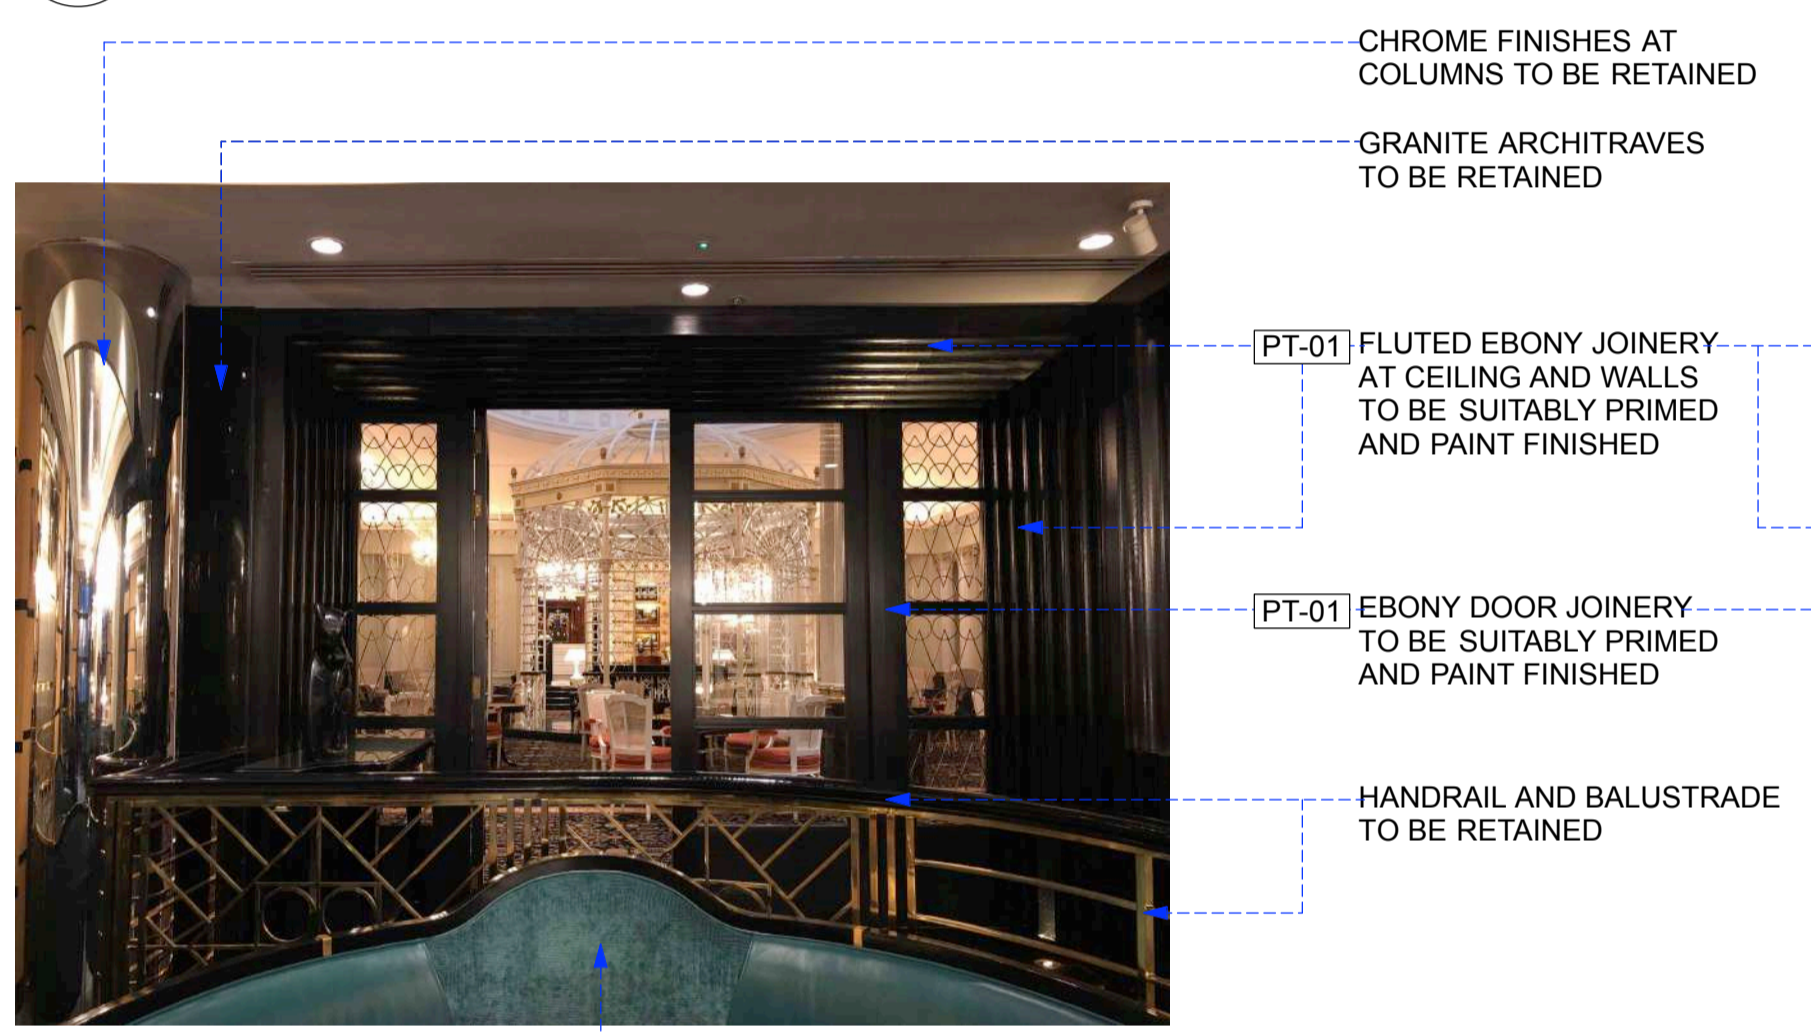 CHROME FINISHES AT
COLUMNS TO BE RETAINED
GRANITE ARCHITRAVES
TO BE RETAINED
PT-01 FLUTED EBONY JOINERY
AT CEILING AND WALLS
TO BE SUITABLY PRIMED
AND PAINT FINISHED
PT-01 EBONY DOOR JOINERY
TO BE SUITABLY PRIMED
AND PAINT FINISHED
HANDRAIL AND BALUSTRADE
TO BE RETAINED